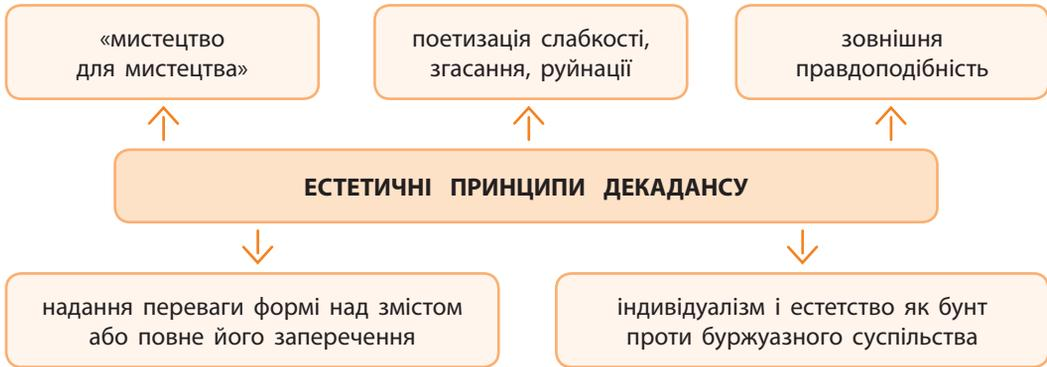 «мистецтво
для мистецтва»
поетизація слабкості,
згасання, руйнації
зовнішня
правдоподібність
ЕСТЕТИЧНІ ПРИНЦИПИ ДЕКАДАНСУ
надання переваги формі над змістом
або повне його заперечення
індивідуалізм і естетство як бунт
проти буржуазного суспільства